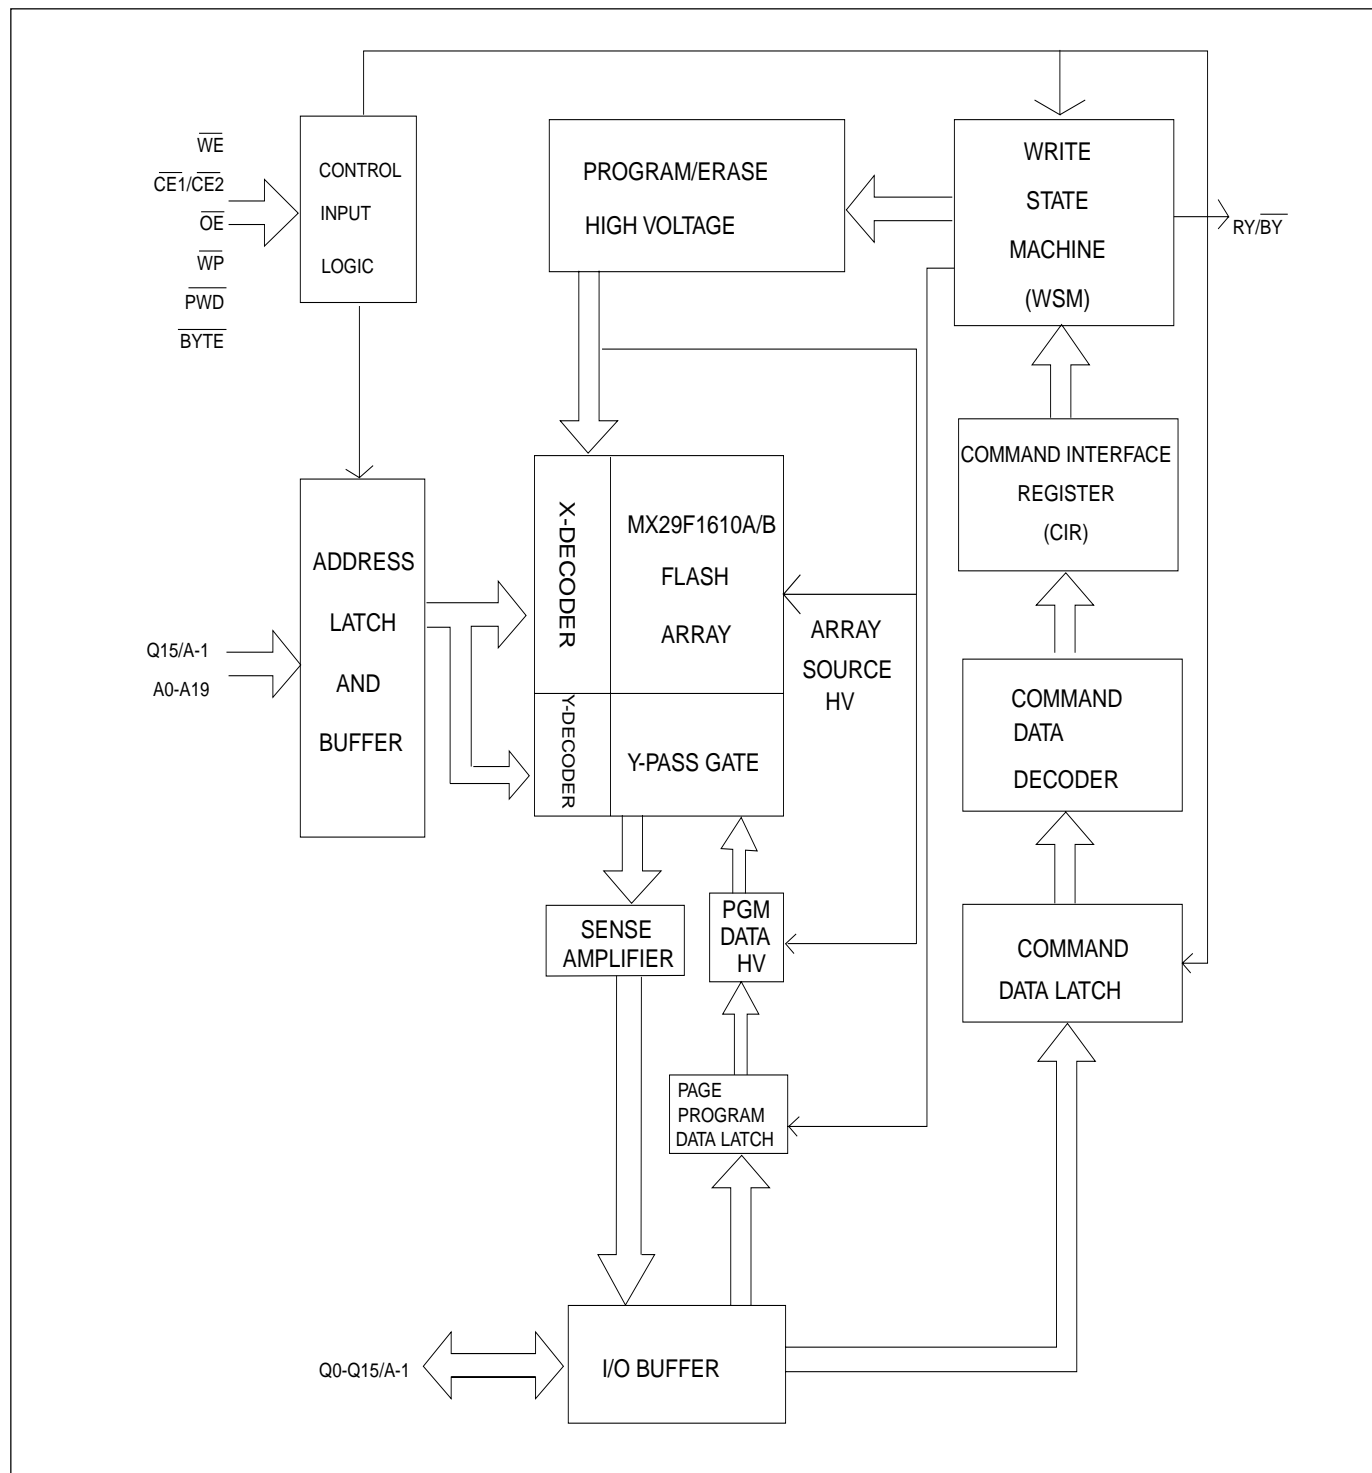 WE
CE1/CE2
OE
WP
PWD
BYTE
CONTROL
INPUT
LOGIC
PROGRAM/ERASE
HIGH VOLTAGE
WRITE
STATE
MACHINE
(WSM)
RY/BY
COMMAND INTERFACE
REGISTER
(CIR)
ADDRESS
LATCH
AND
BUFFER
Q15/A-1
A0-A19
X-DECODER
MX29F1610A/B
FLASH
ARRAY
ARRAY
SOURCE
HV
Y-DECODER
Y-PASS GATE
COMMAND
DATA
DECODER
SENSE
AMPLIFIER
PGM
DATA
HV
COMMAND
DATA LATCH
PAGE
PROGRAM
DATA LATCH
Q0-Q15/A-1
I/O BUFFER